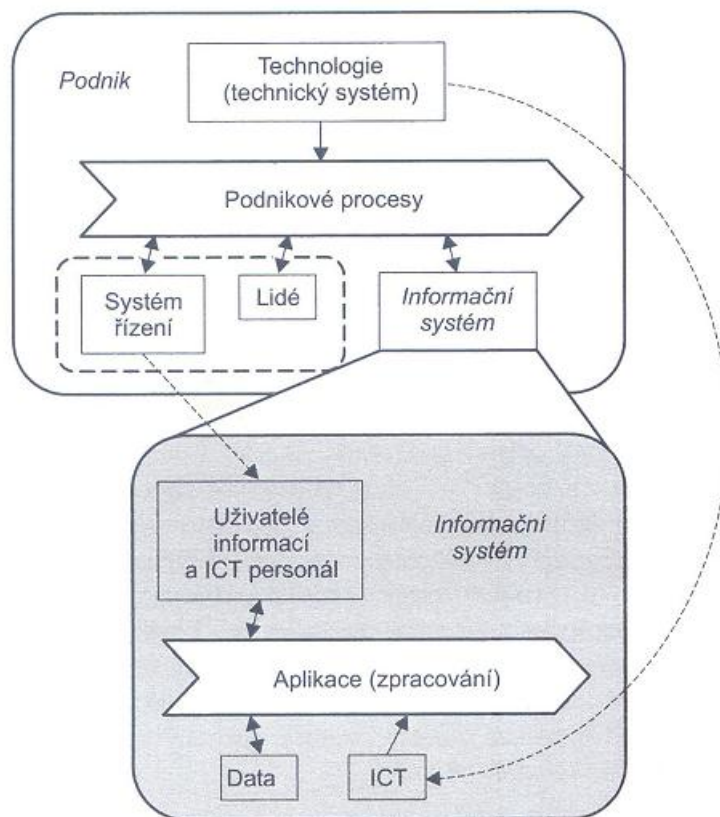 Podnik
Technologie
(technický systém)
Podnikové procesy
Systém
řízení
Lidé
Informační
systém
Uživatelé
informací
a ICT personál
Informační
systém
Aplikace (zpracování)
Data
ICT